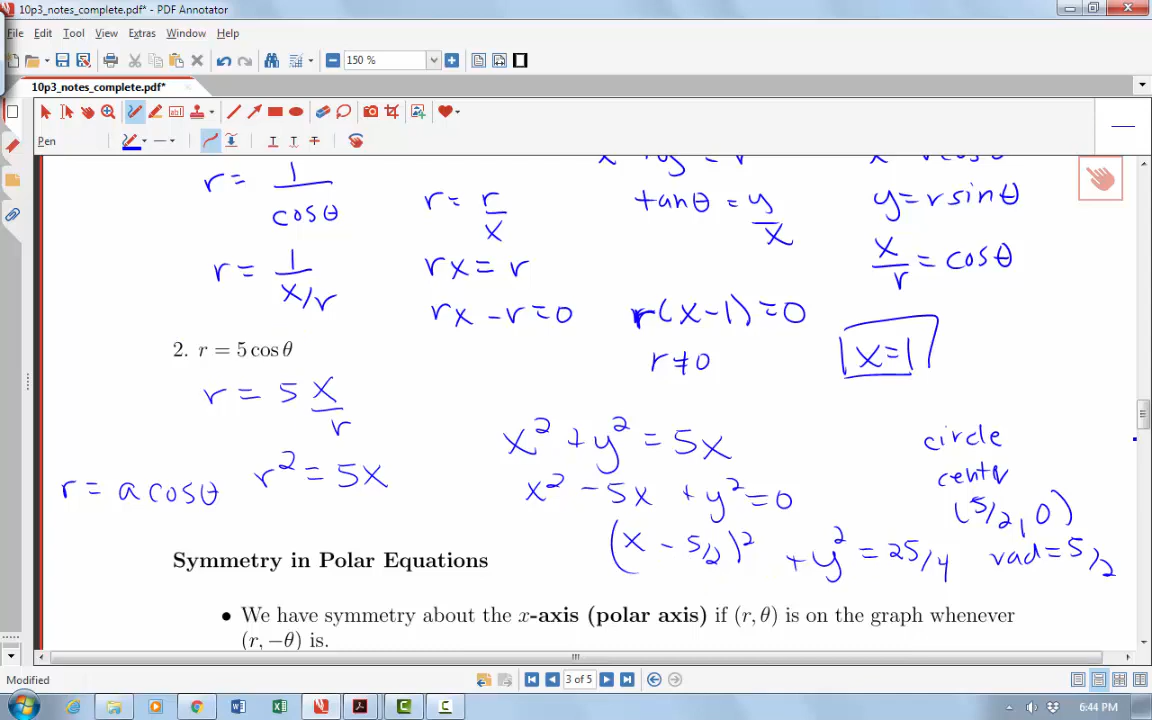 10p3_notes_complete.pdf* - PDF Annotator
File Edit Tool View Extras Window Help
150 %
10p3_notes_complete.pdf*
Pen
r = 1/cosθ
r = r/x
tanθ = y/x
y = r sinθ
r = 1/(x/r)
rx = r
x/r = cosθ
rx - r = 0
r(x-1) = 0
2. r = 5 cos θ
r ≠ 0
x = 1
r = 5 x/r
x² + y² = 5x
circle
r = a cosθ
r² = 5x
x² - 5x + y² = 0
centr
(5/2, 0)
(x - 5/2)² + y² = 25/4
rad = 5/2
Symmetry in Polar Equations
• We have symmetry about the x-axis (polar axis) if (r, θ) is on the graph whenever
(r, −θ) is.
3 of 5
Modified
6:44 PM